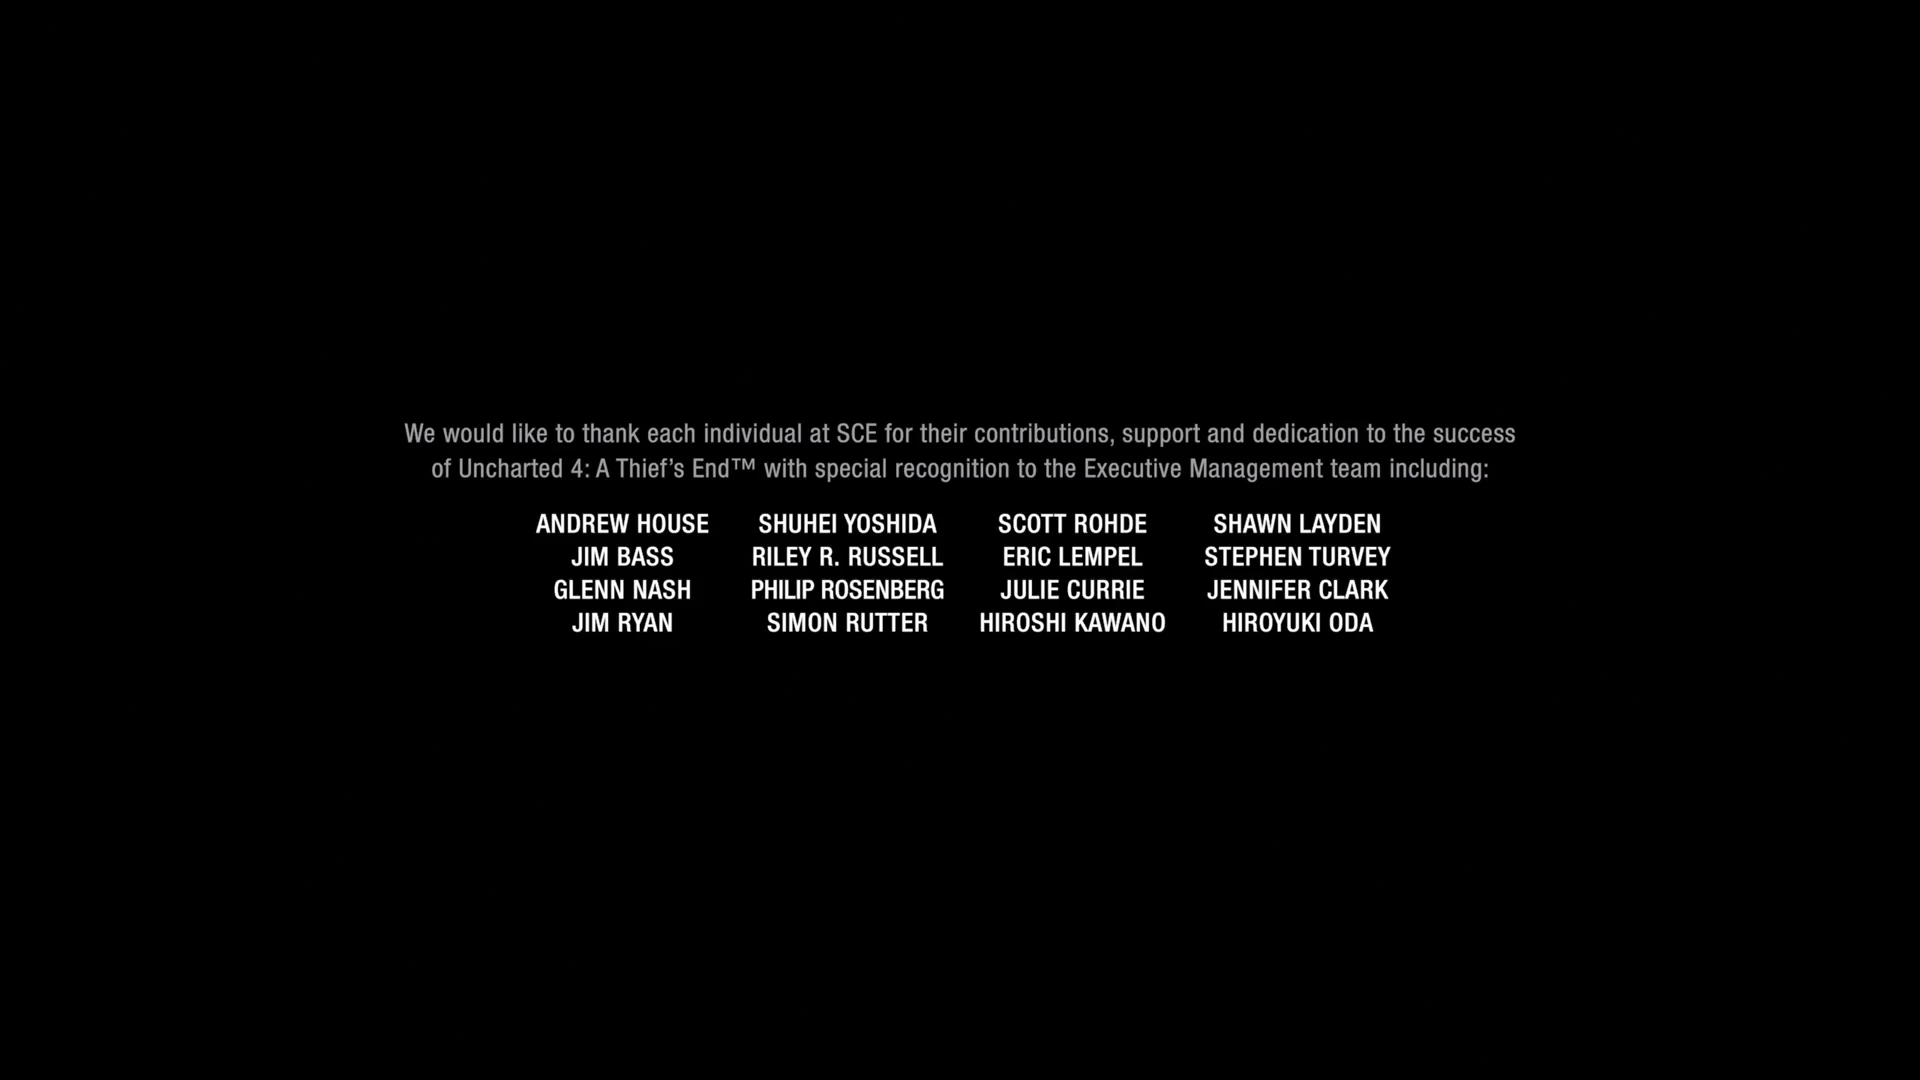 We would like to thank each individual at SCE for their contributions, support and dedication to the success
of Uncharted 4: A Thief’s End™ with special recognition to the Executive Management team including:
ANDREW HOUSE SHUHEI YOSHIDA SCOTT ROHDE SHAWN LAYDEN
JIM BASS RILEY R. RUSSELL ERIC LEMPEL STEPHEN TURVEY
GLENN NASH PHILIP ROSENBERG JULIE CURRIE JENNIFER CLARK
JIM RYAN SIMON RUTTER HIROSHI KAWANO HIROYUKI ODA